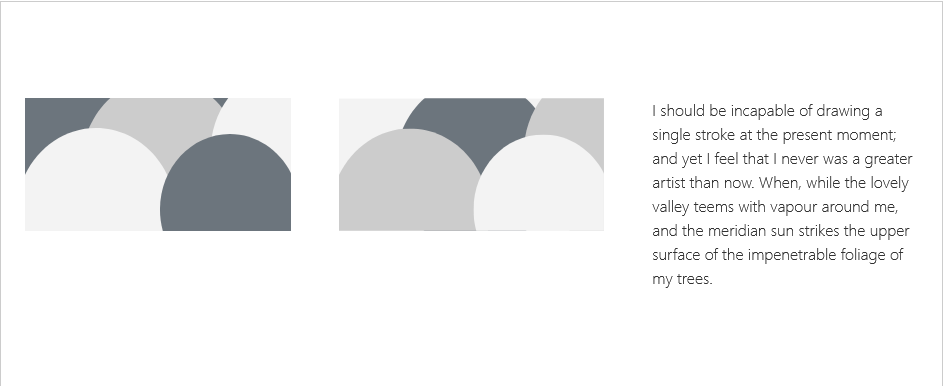 I should be incapable of drawing a
single stroke at the present moment;
and yet I feel that I never was a greater
artist than now. When, while the lovely
valley teems with vapour around me,
and the meridian sun strikes the upper
surface of the impenetrable foliage of
my trees.